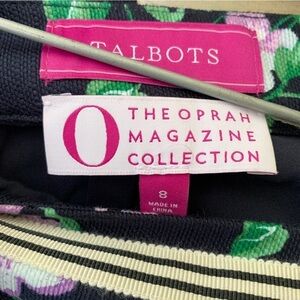 TALBOTS
O THE OPRAH
MAGAZINE
COLLECTION
8
MADE IN
CHINA